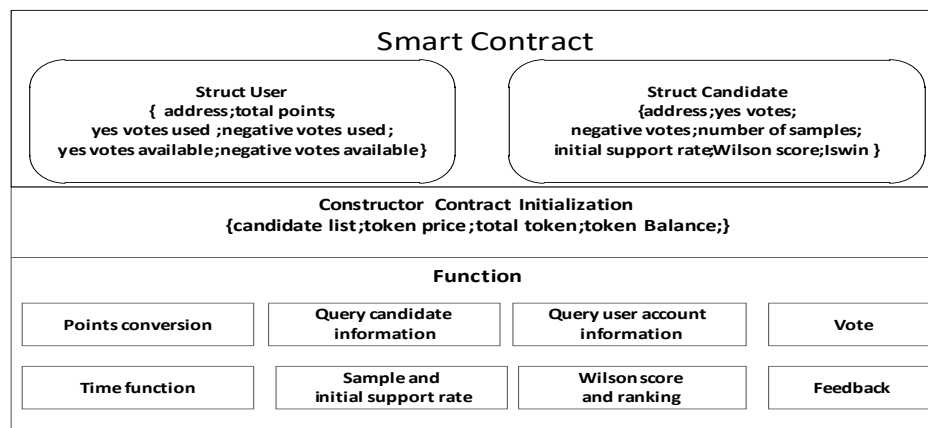 Smart Contract
Struct User
{ address;total points;
yes votes used ;negative votes used ;
yes votes available;negative votes available}
Struct Candidate
{address;yes votes;
negative votes;number of samples;
initial support rate;Wilson score;Iswin }
Constructor Contract Initialization
{candidate list;token price ;total token;token Balance;}
Function
Points conversion
Query candidate
information
Query user account
information
Vote
Time function
Sample and
initial support rate
Wilson score
and ranking
Feedback